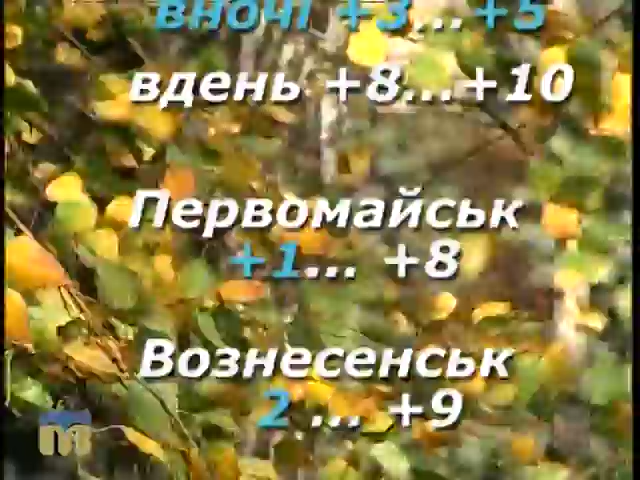 вночі +3...+5
вдень +8...+10
Первомайськ
+1... +8
Вознесенськ
2 ... +9
m